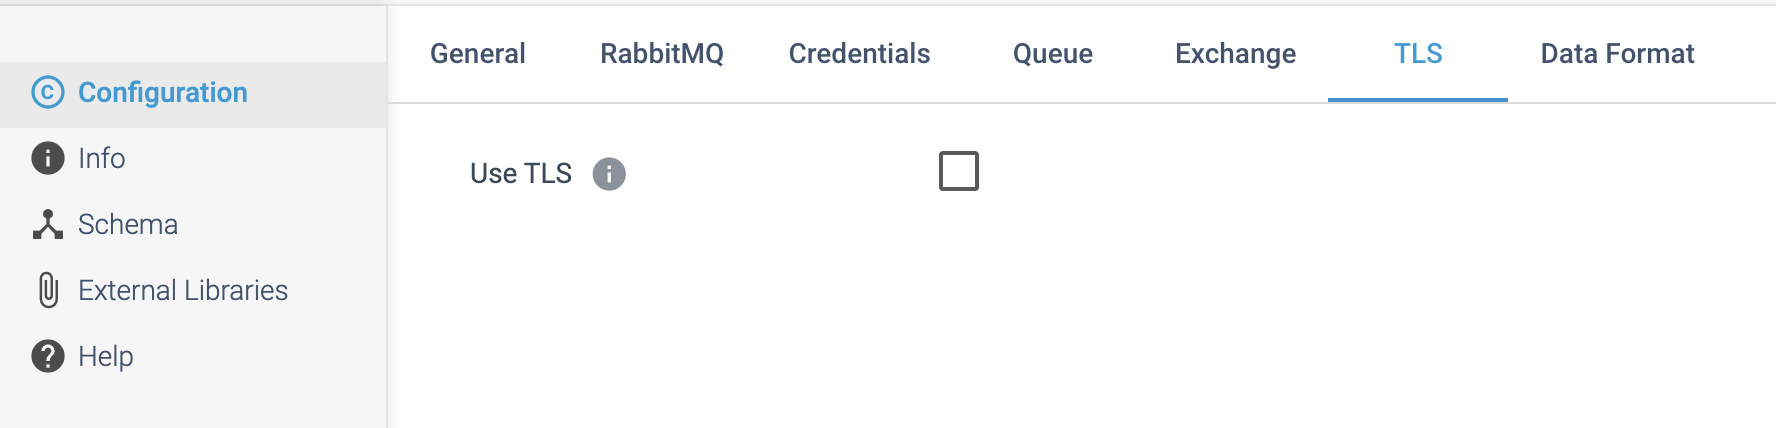 Configuration
Info
Schema
External Libraries
Help
General RabbitMQ Credentials Queue Exchange TLS Data Format
Use TLS